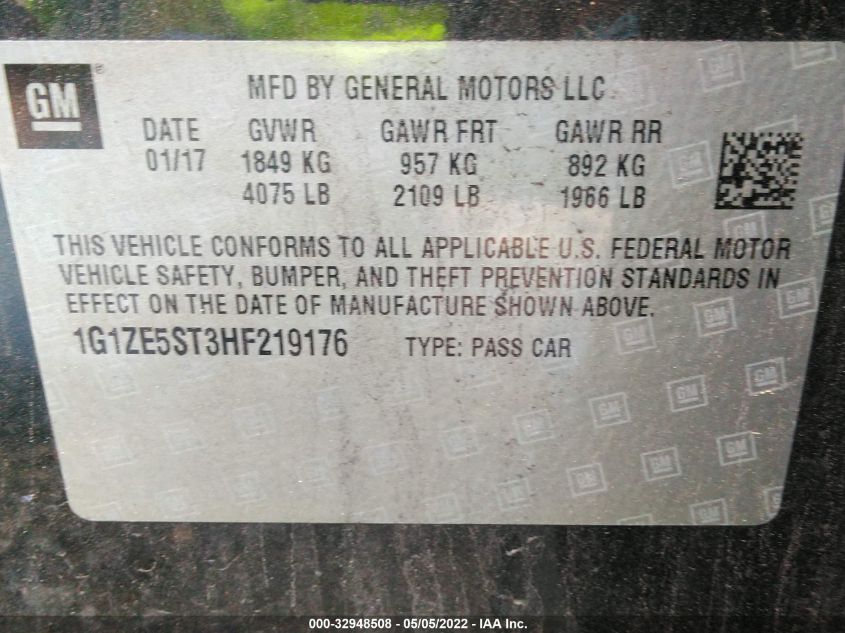 GM ®
MFD BY GENERAL MOTORS LLC
DATE GVWR GAWR FRT GAWR RR
01/17 1849 KG 957 KG 892 KG
4075 LB 2109 LB 1966 LB
THIS VEHICLE CONFORMS TO ALL APPLICABLE U.S. FEDERAL MOTOR
VEHICLE SAFETY, BUMPER, AND THEFT PREVENTION STANDARDS IN
EFFECT ON THE DATE OF MANUFACTURE SHOWN ABOVE.
1G1ZE5ST3HF219176 TYPE: PASS CAR
000-32948508 - 05/05/2022 - IAA Inc.